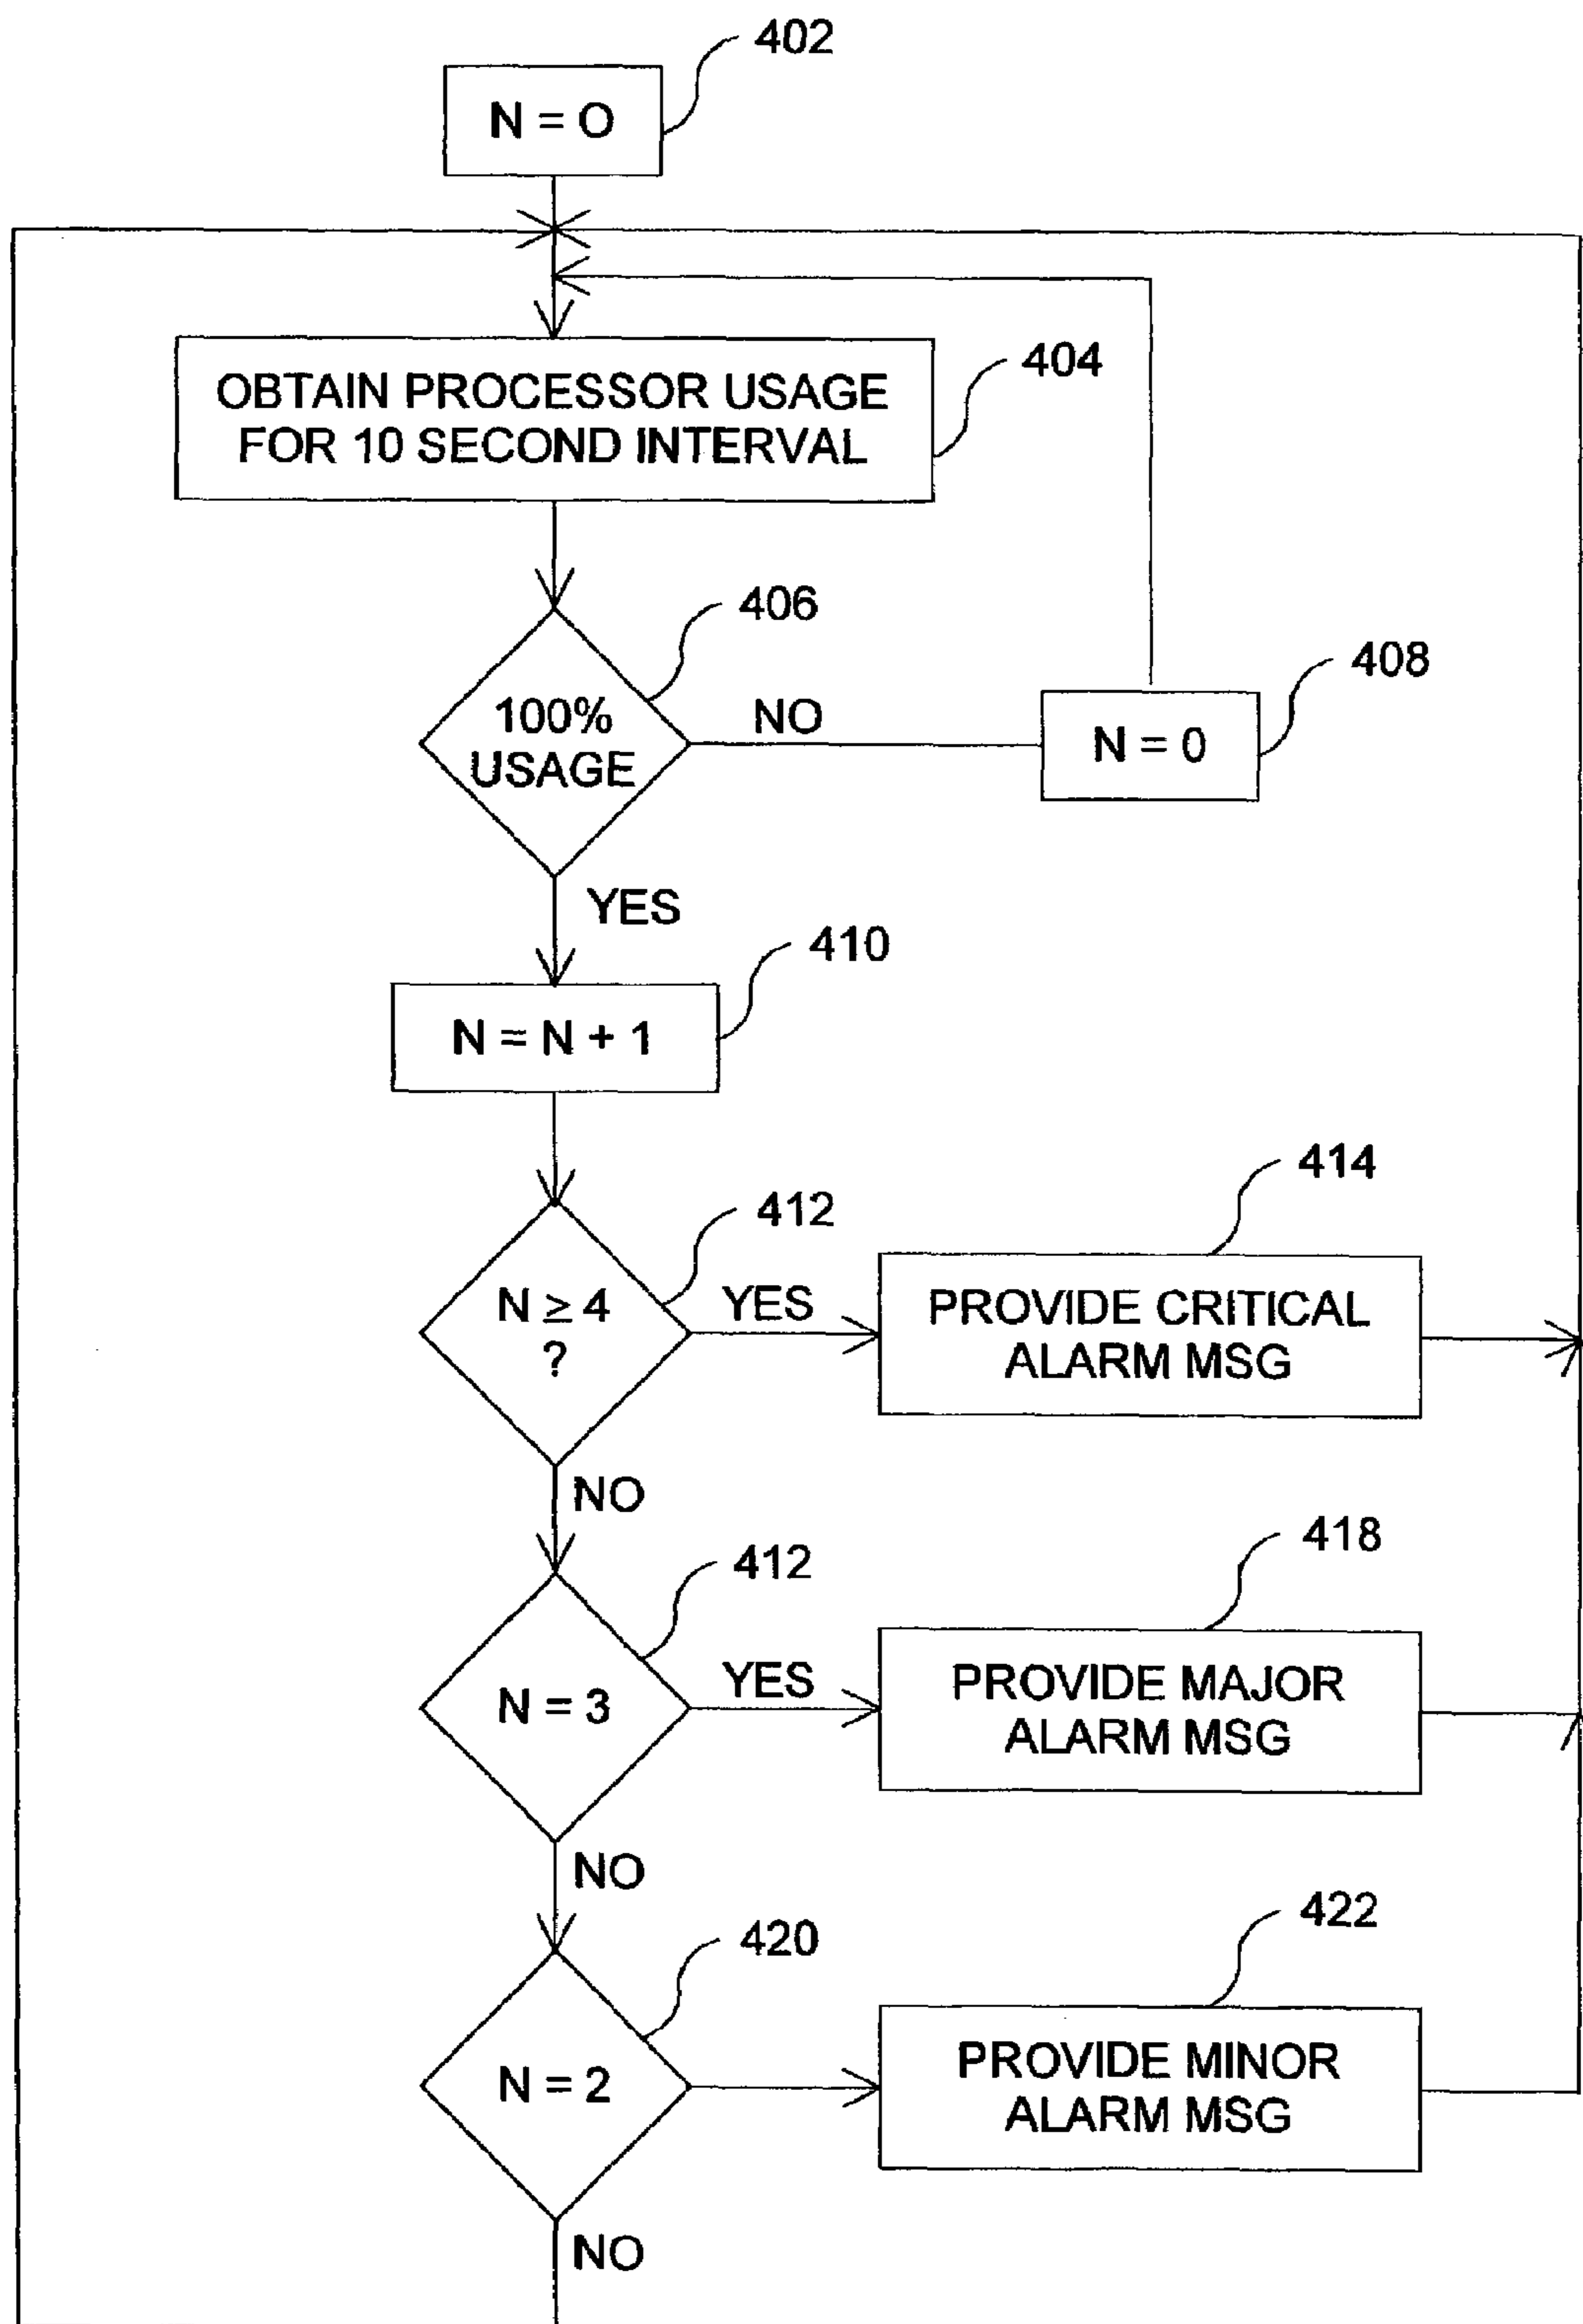 402
N = O
404
OBTAIN PROCESSOR USAGE
FOR 10 SECOND INTERVAL
406
100%
USAGE
NO
408
N = 0
YES
410
N = N + 1
412
N ≥ 4
?
YES
414
PROVIDE CRITICAL
ALARM MSG
NO
412
N = 3
YES
418
PROVIDE MAJOR
ALARM MSG
NO
420
N = 2
422
PROVIDE MINOR
ALARM MSG
NO